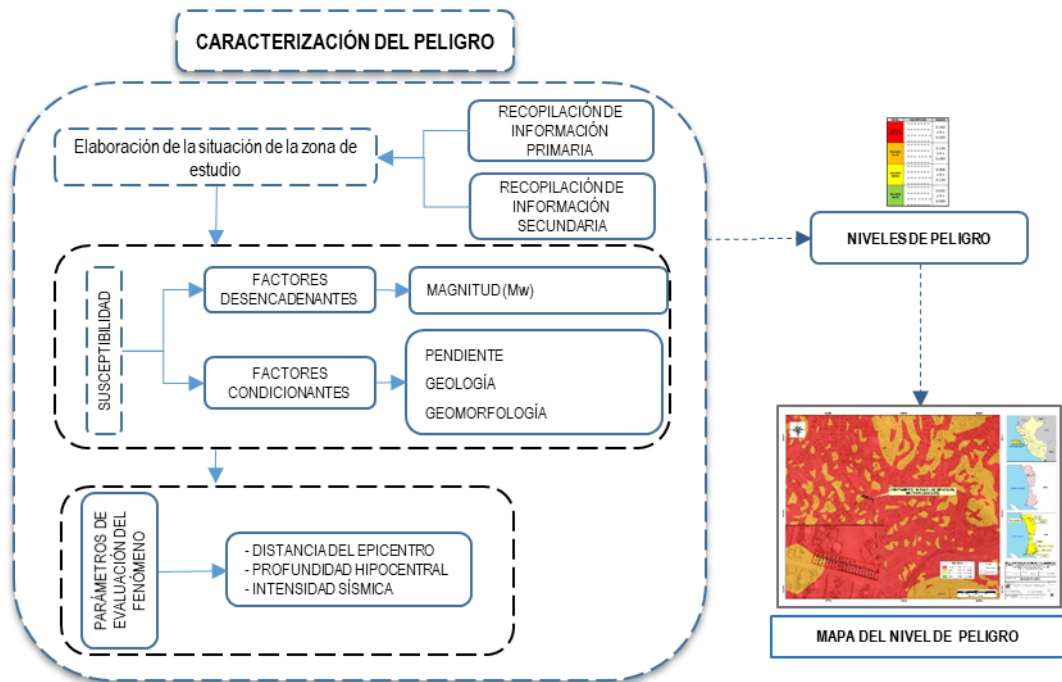 CARACTERIZACIÓN DEL PELIGRO
RECOPILACIÓN DE
INFORMACIÓN
PRIMARIA
Elaboración de la situación de la zona de
estudio
RECOPILACIÓN DE
INFORMACIÓN
SECUNDARIA
NIVELES DE PELIGRO
SUSCEPTIBILIDAD
FACTORES
DESENCADENANTES
MAGNITUD (Mw)
FACTORES
CONDICIONANTES
PENDIENTE
GEOLOGÍA
GEOMORFOLOGÍA
PARÁMETROS DE
EVALUACIÓN DEL
FENÓMENO
- DISTANCIA DEL EPICENTRO
- PROFUNDIDAD HIPOCENTRAL
- INTENSIDAD SÍSMICA
MAPA DEL NIVEL DE PELIGRO